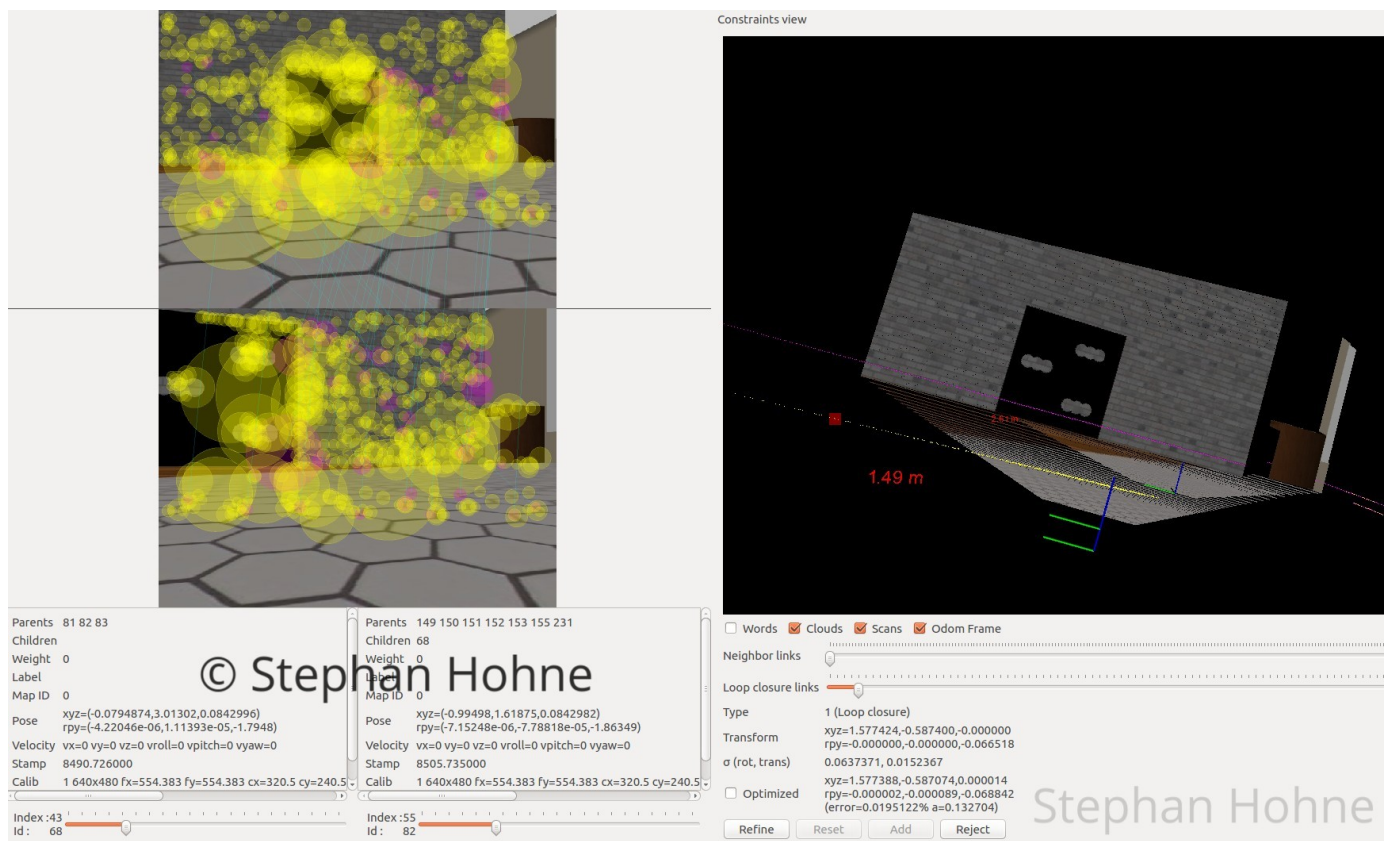 Constraints view
2.61 m
1.49 m
Parents 81 82 83
Children
Weight 0
Label
Map ID 0
Pose xyz=(-0.0794874,3.01302,0.0842996)
rpy=(-4.22046e-06,1.11393e-05,-1.7948)
Velocity vx=0 vy=0 vz=0 vroll=0 vpitch=0 vyaw=0
Stamp 8490.726000
Calib 1 640x480 fx=554.383 fy=554.383 cx=320.5 cy=240.5
Index :43
Id : 68
Parents 149 150 151 152 153 155 231
Children 68
Weight 0
Label
Map ID 0
Pose xyz=(-0.99498,1.61875,0.0842982)
rpy=(-7.15248e-06,-7.78818e-05,-1.86349)
Velocity vx=0 vy=0 vz=0 vroll=0 vpitch=0 vyaw=0
Stamp 8505.735000
Calib 1 640x480 fx=554.383 fy=554.383 cx=320.5 cy=240.5
Index :55
Id : 82
© Stephan Hohne
Words Clouds Scans Odom Frame
Neighbor links
Loop closure links
Type 1 (Loop closure)
Transform xyz=1.577424,-0.587400,-0.000000
rpy=-0.000000,-0.000000,-0.066518
σ (rot, trans) 0.0637371, 0.0152367
Optimized xyz=1.577388,-0.587074,0.000014
rpy=-0.000002,-0.000089,-0.068842
(error=0.0195122% a=0.132704)
Refine Reset Add Reject
Stephan Hohne